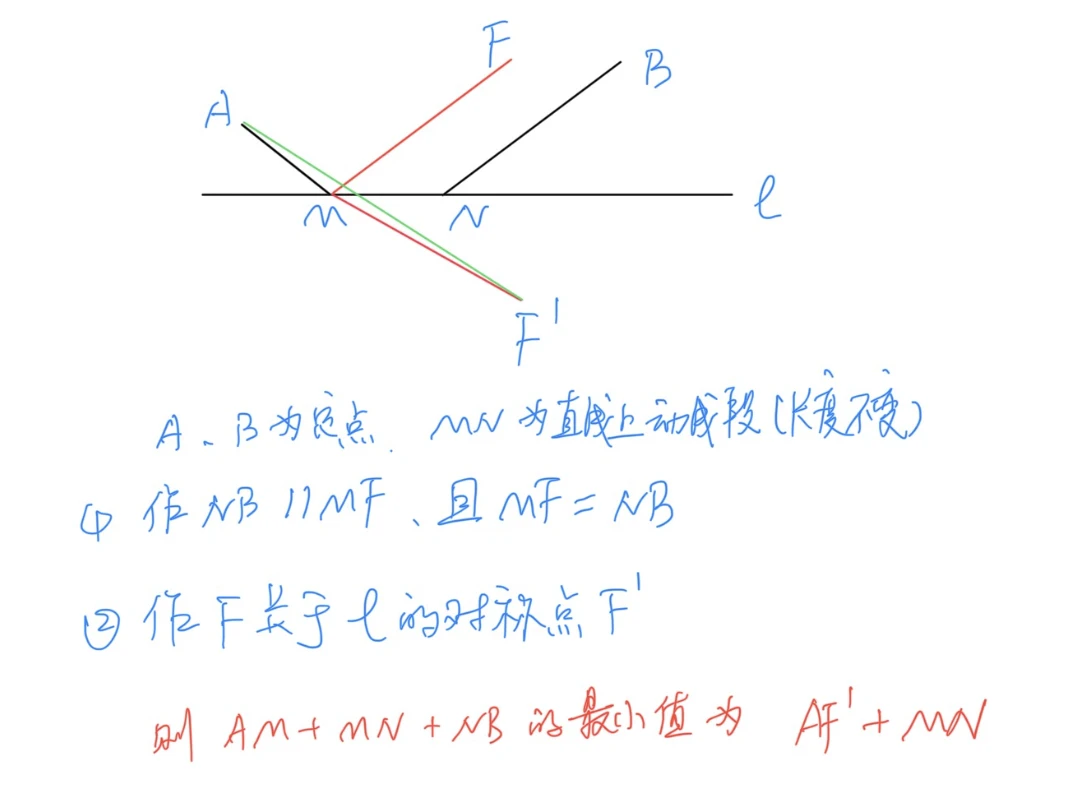 F
B
A
M
N
l
F'
A、B为定点. MN为直线上动线段(长度不变)
① 作NB//MF、且MF=NB
② 作F关于l的对称点F'
则 AM+MN+NB的最小值为 AF'+MN